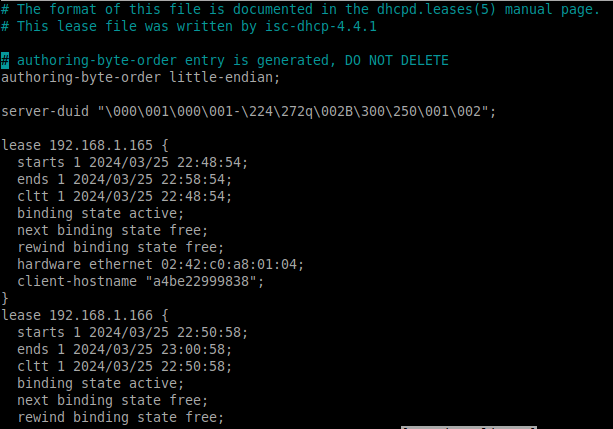 # The format of this file is documented in the dhcpd.leases(5) manual page.
# This lease file was written by isc-dhcp-4.4.1

# authoring-byte-order entry is generated, DO NOT DELETE
authoring-byte-order little-endian;

server-duid "\000\001\000\001-\224\272q\002B\300\250\001\002";

lease 192.168.1.165 {
  starts 1 2024/03/25 22:48:54;
  ends 1 2024/03/25 22:58:54;
  cltt 1 2024/03/25 22:48:54;
  binding state active;
  next binding state free;
  rewind binding state free;
  hardware ethernet 02:42:c0:a8:01:04;
  client-hostname "a4be22999838";
}
lease 192.168.1.166 {
  starts 1 2024/03/25 22:50:58;
  ends 1 2024/03/25 23:00:58;
  cltt 1 2024/03/25 22:50:58;
  binding state active;
  next binding state free;
  rewind binding state free;